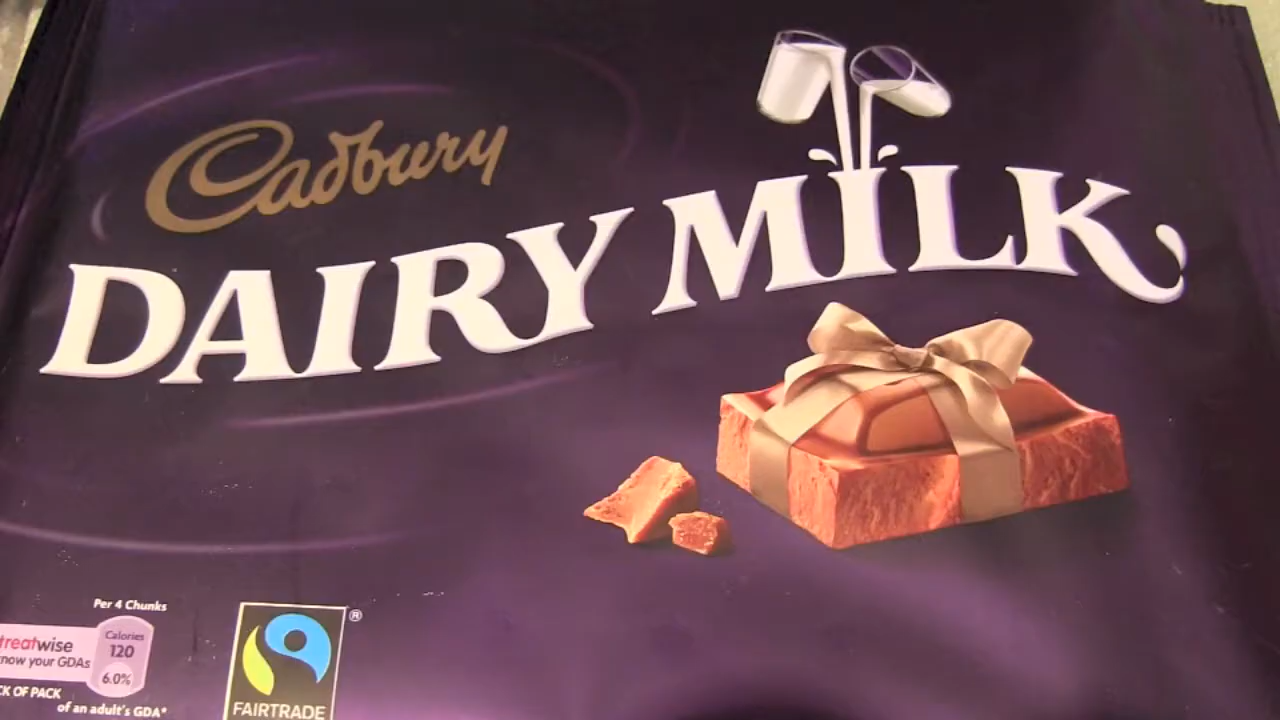 Cadbury
DAIRY MILK
Per 4 Chunks
treatwise
now your GDAs
Calories
120
6.0%
CK OF PACK
of an adult's GDA*
®
FAIRTRADE